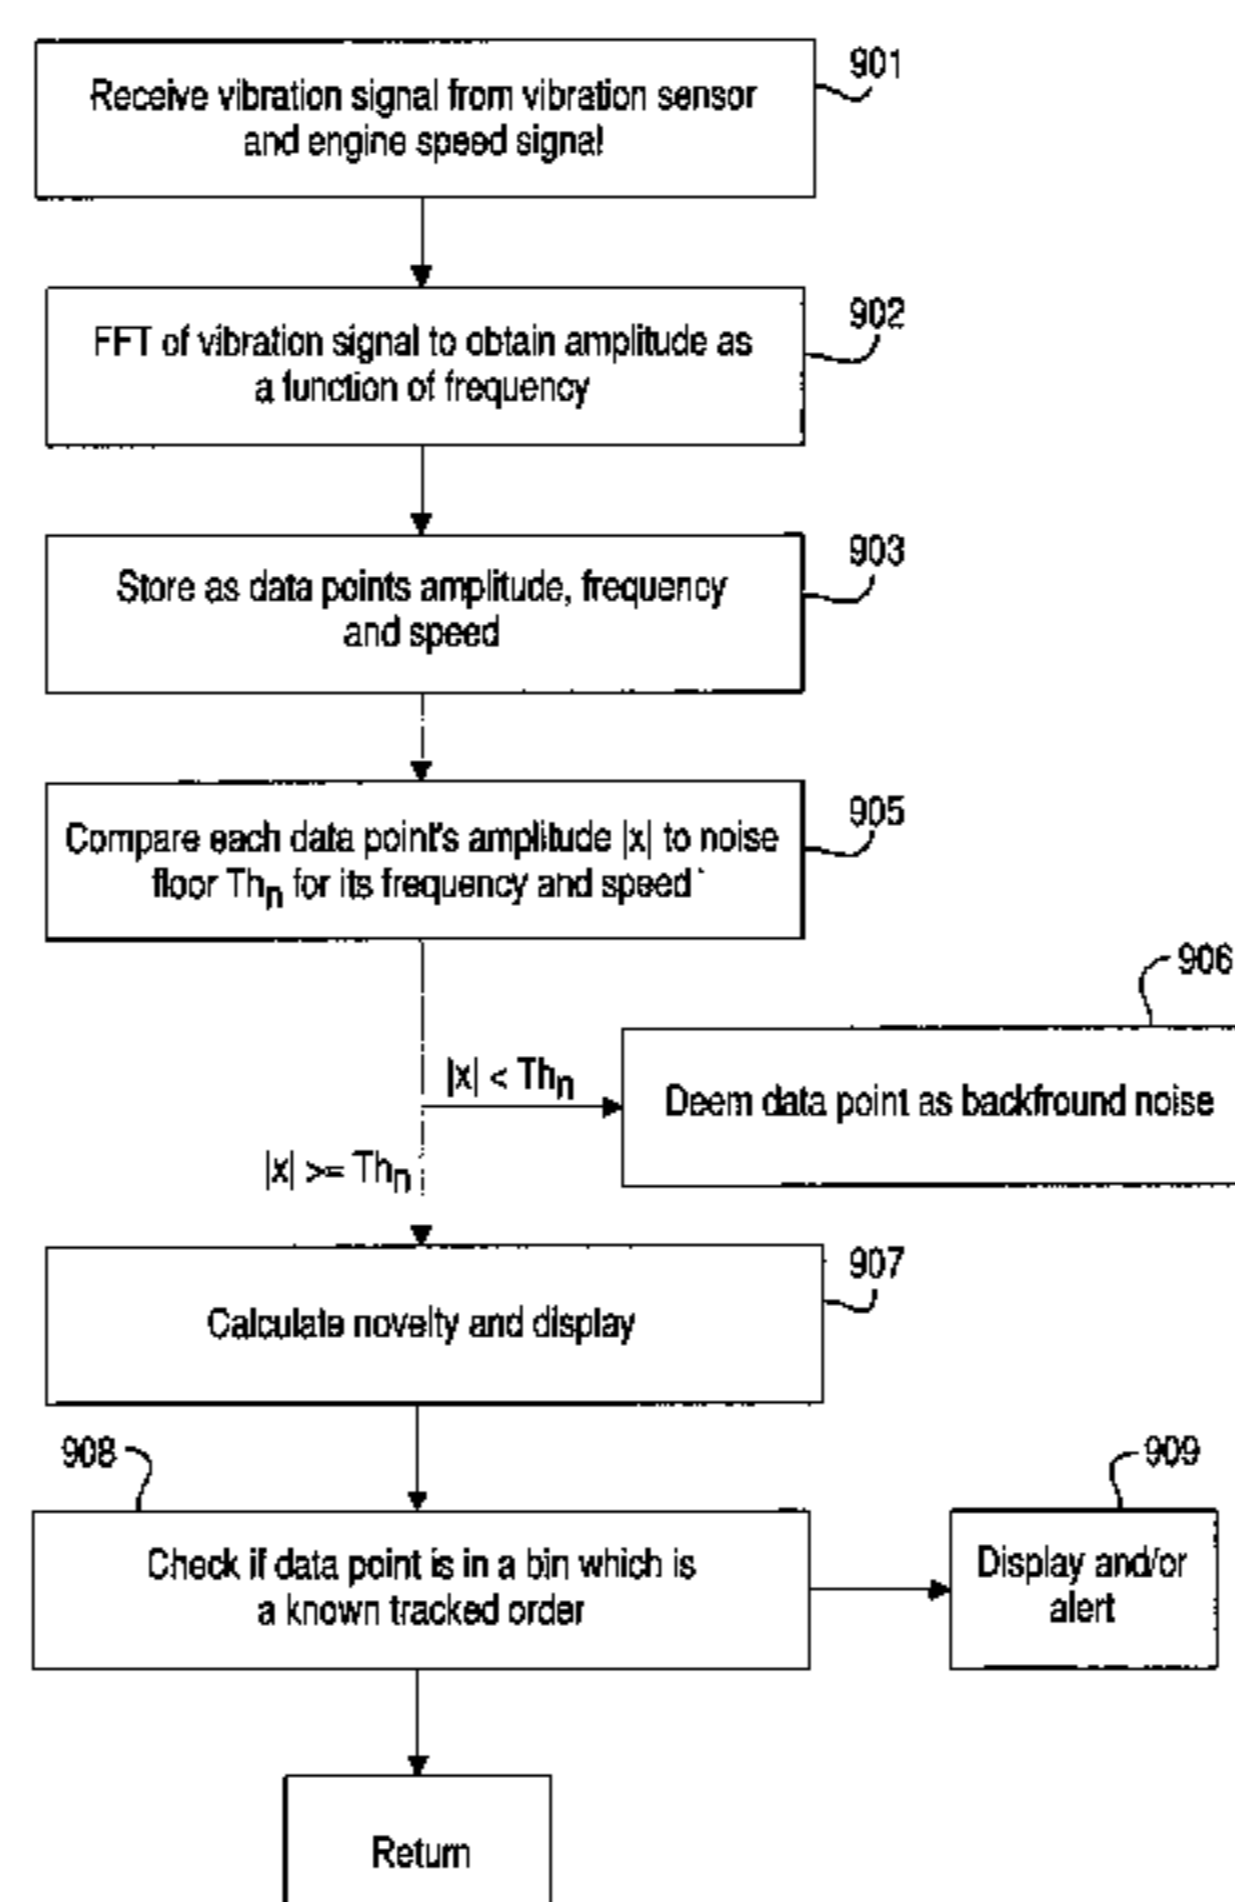 901
Receive vibration signal from vibration sensor
and engine speed signal
902
FFT of vibration signal to obtain amplitude as
a function of frequency
903
Store as data points amplitude, frequency
and speed
905
Compare each data point's amplitude |x| to noise
floor Thn for its frequency and speed
906
|x| < Thn
Deem data point as backfround noise
|x| >= Thn
907
Calculate novelty and display
908
909
Check if data point is in a bin which is
a known tracked order
Display and/or
alert
Return